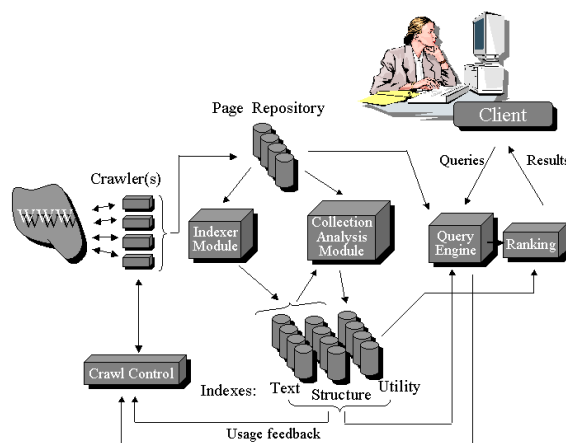 Page Repository
Client
Queries
Results
Crawler(s)
WWW
Indexer
Module
Collection
Analysis
Module
Query
Engine
Ranking
Crawl Control
Indexes:
Text
Structure
Utility
Usage feedback